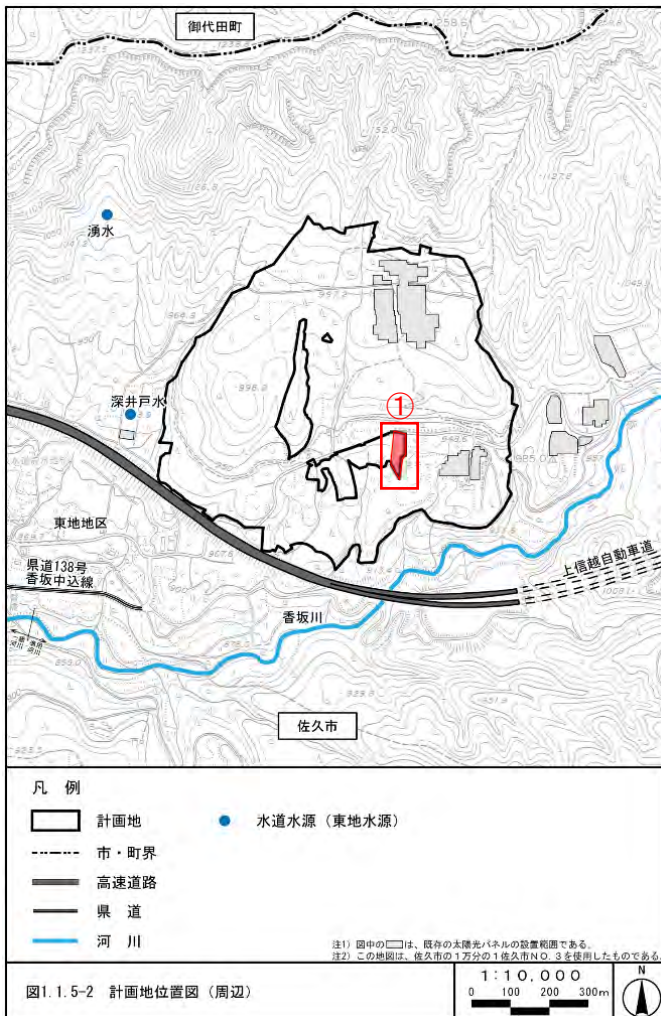 御代田町
湧水
深井戸水
①
東地地区
県道138号
香坂中込線
上信越自動車道
香坂川
佐久市
凡 例
計画地
水道水源（東地水源）
市・町界
高速道路
県 道
河 川
注1）図中の□は、既存の太陽光パネルの設置範囲である。
注2）この地図は、佐久市の1万分の1佐久市NO.3を使用したものである。
図1.1.5-2 計画地位置図（周辺）
1:10,000
0 100 200 300m
N